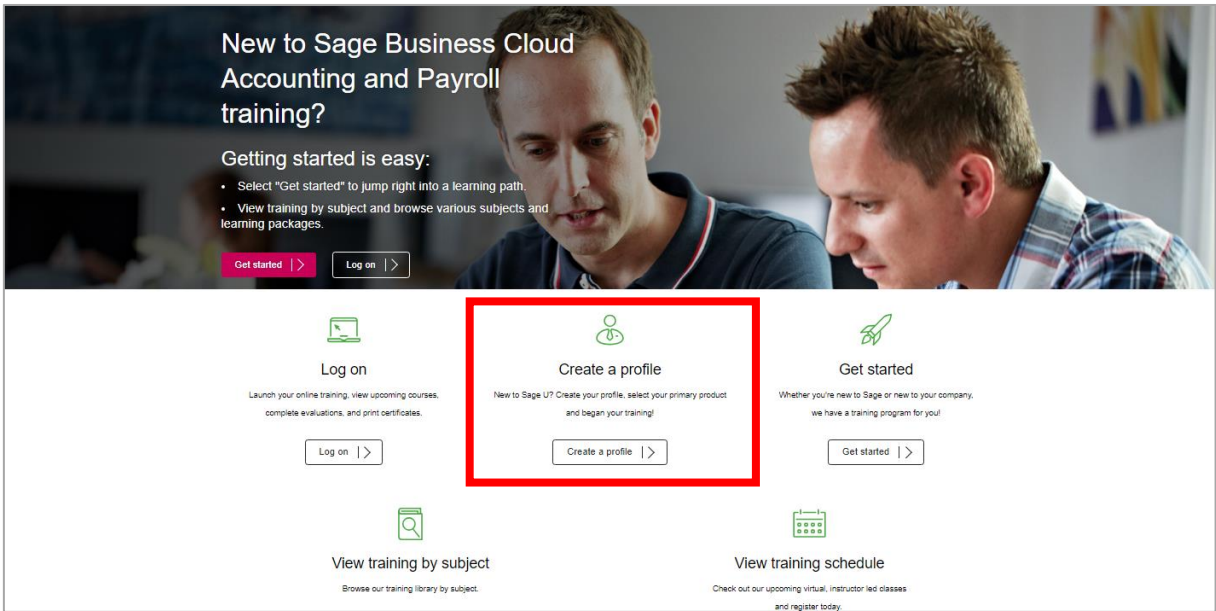 New to Sage Business Cloud
Accounting and Payroll
training?
Getting started is easy:
• Select "Get started" to jump right into a learning path.
• View training by subject and browse various subjects and
learning packages.
Get started
Log on
Log on
Launch your online training, view upcoming courses,
complete evaluations, and print certificates.
Log on
Create a profile
New to Sage U? Create your profile, select your primary product
and began your training!
Create a profile
Get started
Whether you're new to Sage or new to your company,
we have a training program for you!
Get started
View training by subject
Browse our training library by subject.
View training schedule
Check out our upcoming virtual, instructor led classes
and register today.